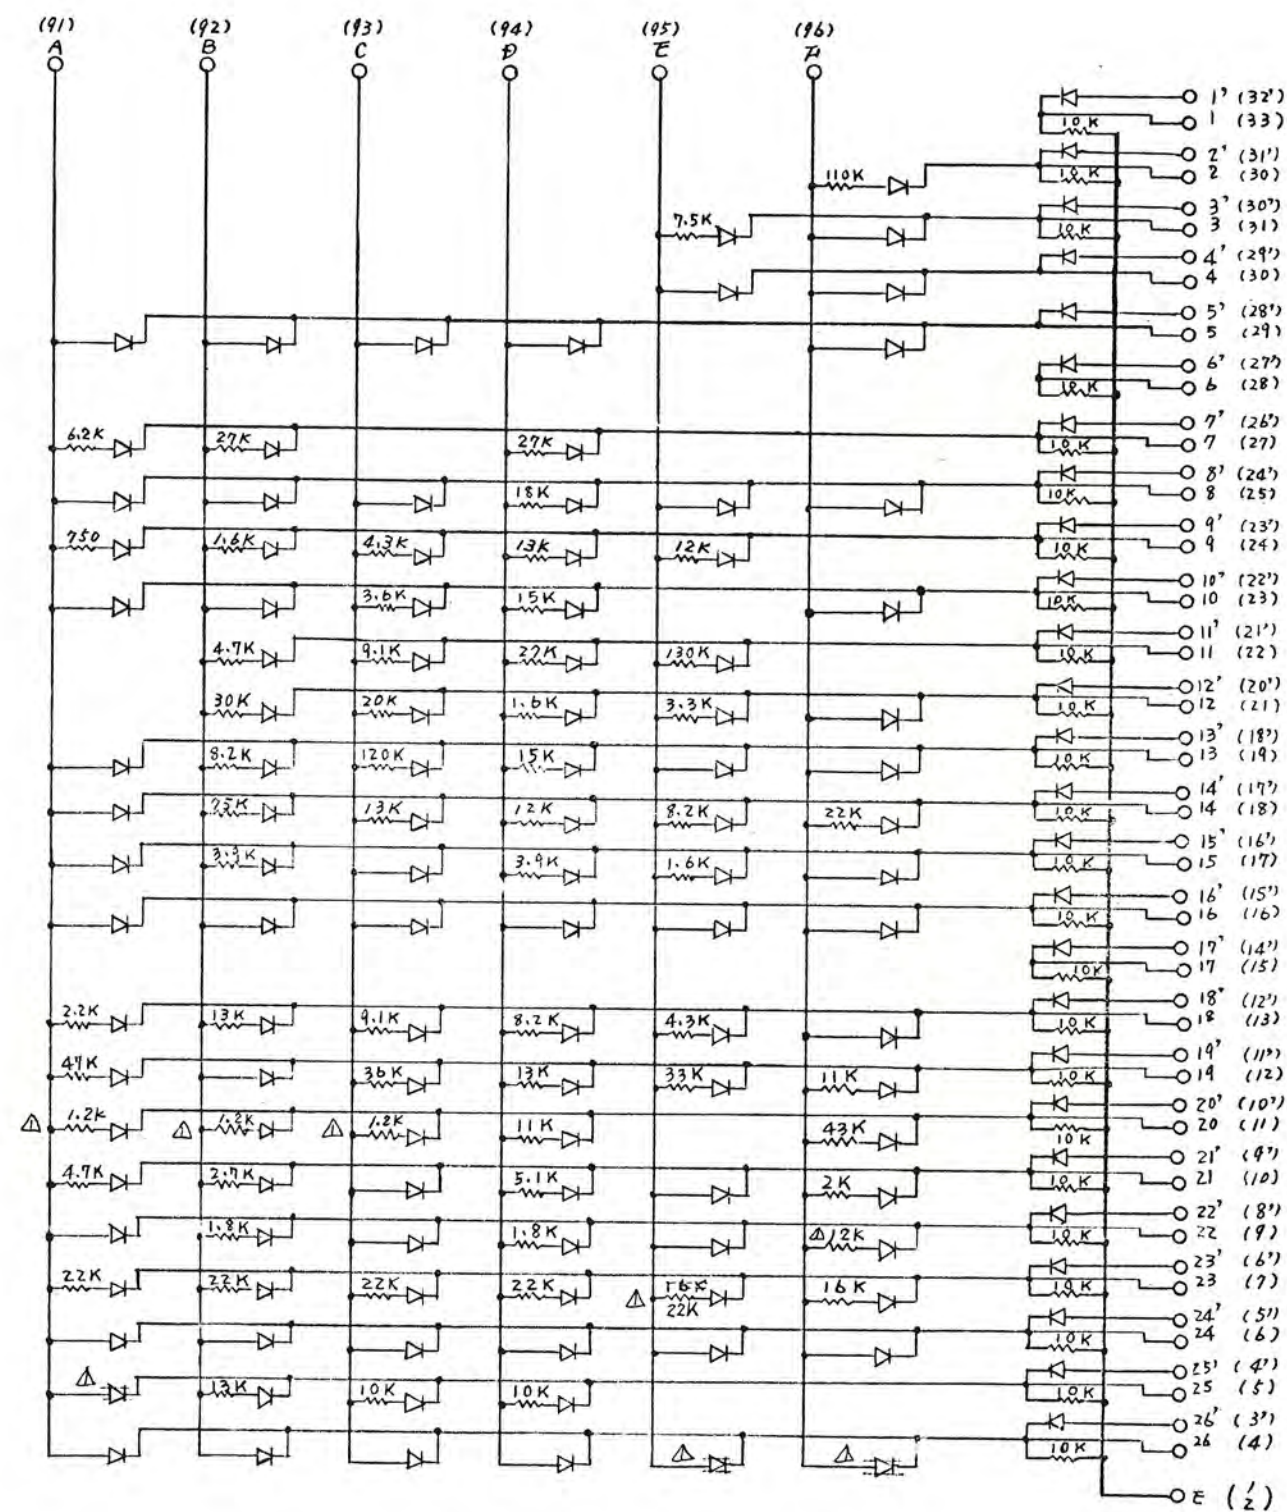 (91) (92) (93) (94) (95) (96)
A B C D E F
1' (32')
10K 1 (33)
2' (31')
110K 10K 2 (30)
3' (30')
7.5K 10K 3 (31)
4' (29')
4 (30)
5' (28')
5 (29)
6' (27')
10K 6 (28)
7' (26')
6.2K 27K 27K 10K 7 (27)
8' (24')
18K 10K 8 (25)
9' (23')
750 1.6K 4.3K 13K 12K 10K 9 (24)
10' (22')
3.6K 15K 10K 10 (23)
11' (21')
4.7K 9.1K 27K 130K 10K 11 (22)
12' (20')
30K 20K 1.6K 3.3K 10K 12 (21)
13' (18')
8.2K 120K 15K 10K 13 (19)
14' (17')
75K 13K 12K 8.2K 22K 10K 14 (18)
15' (16')
3.9K 3.9K 1.6K 10K 15 (17)
16' (15')
10K 16 (16)
17' (14')
10K 17 (15)
18' (12')
2.2K 13K 9.1K 8.2K 4.3K 10K 18 (13)
19' (11')
47K 36K 13K 33K 11K 10K 19 (12)
20' (10')
1 1.2K 1 1.2K 1 1.2K 11K 43K 10K 20 (11)
21' (9')
4.7K 2.7K 5.1K 2K 10K 21 (10)
22' (8')
1.8K 1.8K 1 12K 10K 22 (9)
23' (6')
22K 22K 22K 22K 1 16K 22K 16K 10K 23 (7)
24' (5')
10K 24 (6)
25' (4')
1 13K 10K 10K 10K 25 (5)
26' (3')
1 1 10K 26 (4)
E (1/2)